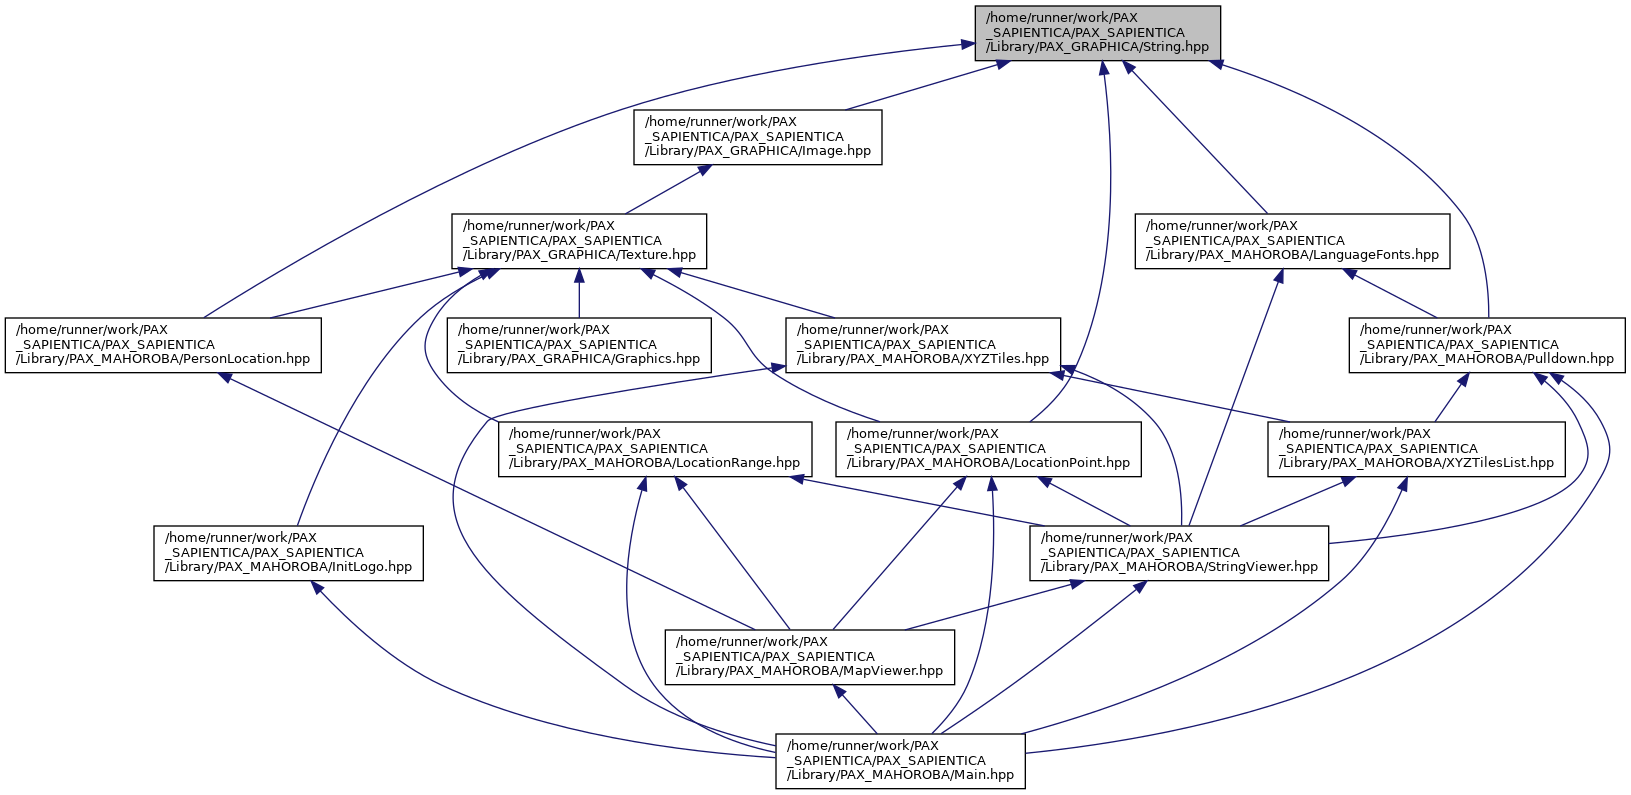 /home/runner/work/PAX
_SAPIENTICA/PAX_SAPIENTICA
/Library/PAX_GRAPHICA/String.hpp
/home/runner/work/PAX
_SAPIENTICA/PAX_SAPIENTICA
/Library/PAX_GRAPHICA/Image.hpp
/home/runner/work/PAX
_SAPIENTICA/PAX_SAPIENTICA
/Library/PAX_GRAPHICA/Texture.hpp
/home/runner/work/PAX
_SAPIENTICA/PAX_SAPIENTICA
/Library/PAX_MAHOROBA/LanguageFonts.hpp
/home/runner/work/PAX
_SAPIENTICA/PAX_SAPIENTICA
/Library/PAX_MAHOROBA/PersonLocation.hpp
/home/runner/work/PAX
_SAPIENTICA/PAX_SAPIENTICA
/Library/PAX_GRAPHICA/Graphics.hpp
/home/runner/work/PAX
_SAPIENTICA/PAX_SAPIENTICA
/Library/PAX_MAHOROBA/XYZTiles.hpp
/home/runner/work/PAX
_SAPIENTICA/PAX_SAPIENTICA
/Library/PAX_MAHOROBA/Pulldown.hpp
/home/runner/work/PAX
_SAPIENTICA/PAX_SAPIENTICA
/Library/PAX_MAHOROBA/LocationRange.hpp
/home/runner/work/PAX
_SAPIENTICA/PAX_SAPIENTICA
/Library/PAX_MAHOROBA/LocationPoint.hpp
/home/runner/work/PAX
_SAPIENTICA/PAX_SAPIENTICA
/Library/PAX_MAHOROBA/XYZTilesList.hpp
/home/runner/work/PAX
_SAPIENTICA/PAX_SAPIENTICA
/Library/PAX_MAHOROBA/InitLogo.hpp
/home/runner/work/PAX
_SAPIENTICA/PAX_SAPIENTICA
/Library/PAX_MAHOROBA/StringViewer.hpp
/home/runner/work/PAX
_SAPIENTICA/PAX_SAPIENTICA
/Library/PAX_MAHOROBA/MapViewer.hpp
/home/runner/work/PAX
_SAPIENTICA/PAX_SAPIENTICA
/Library/PAX_MAHOROBA/Main.hpp